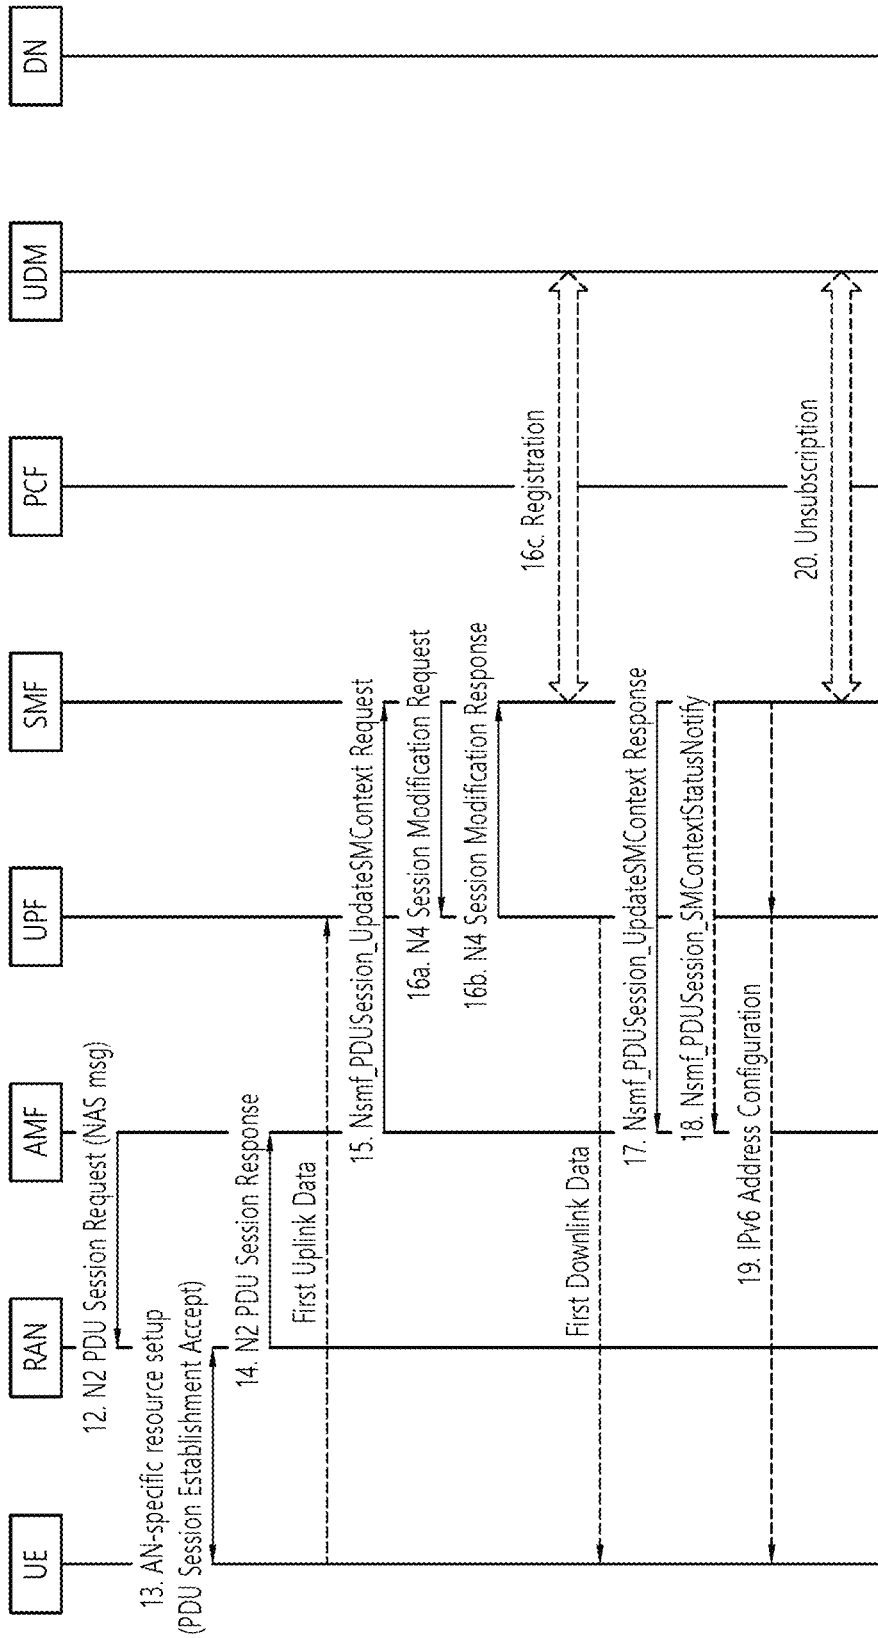 UE
RAN
AMF
UPF
SMF
PCF
UDM
DN
12. N2 PDU Session Request (NAS msg)
13. AN-specific resource setup
(PDU Session Establishment Accept)
14. N2 PDU Session Response
First Uplink Data
15. Nsmf_PDUSession_UpdateSMContext Request
16a. N4 Session Modification Request
16b. N4 Session Modification Response
16c. Registration
First Downlink Data
17. Nsmf_PDUSession_UpdateSMContext Response
18. Nsmf_PDUSession_SMContextStatusNotify
19. IPv6 Address Configuration
20. Unsubscription